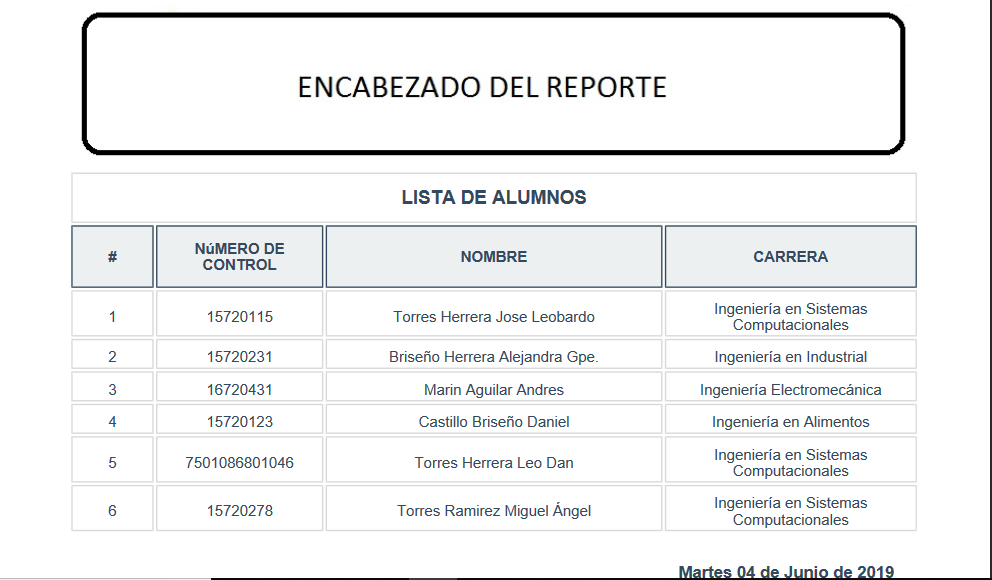 ENCABEZADO DEL REPORTE
LISTA DE ALUMNOS
# NúMERO DE CONTROL NOMBRE CARRERA
1 15720115 Torres Herrera Jose Leobardo Ingeniería en Sistemas Computacionales
2 15720231 Briseño Herrera Alejandra Gpe. Ingeniería en Industrial
3 16720431 Marin Aguilar Andres Ingeniería Electromecánica
4 15720123 Castillo Briseño Daniel Ingeniería en Alimentos
5 7501086801046 Torres Herrera Leo Dan Ingeniería en Sistemas Computacionales
6 15720278 Torres Ramirez Miguel Ángel Ingeniería en Sistemas Computacionales
Martes 04 de Junio de 2019